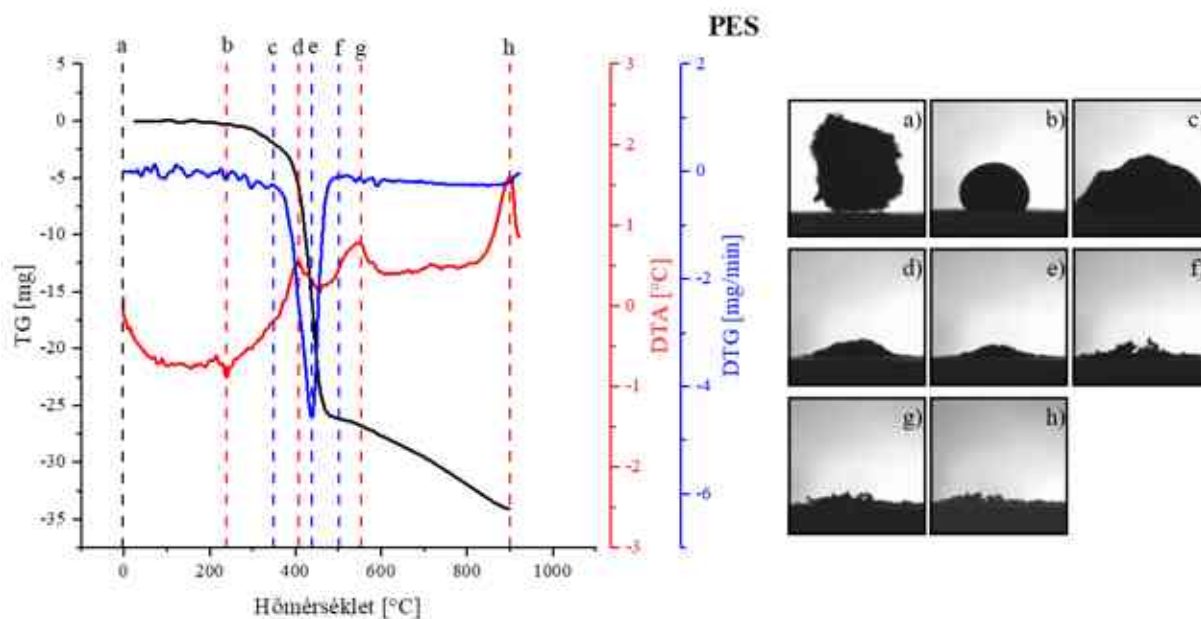 PES
a b c d e f g h
5
0
-5
-10
-15
-20
-25
-30
-35
TG [mg]
0 200 400 600 800 1000
Hőmérséklet [°C]
3
2
1
0
-1
-2
-3
DTA [°C]
2
0
-2
-4
-6
DTG [mg/min]
a) b) c)
d) e) f)
g) h)